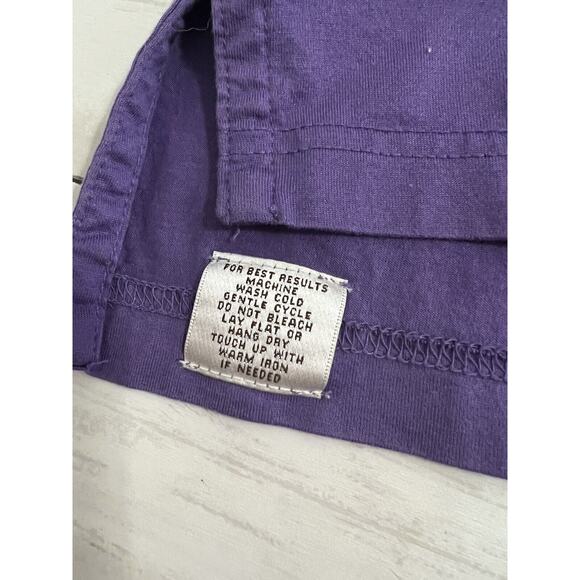 FOR BEST RESULTS
MACHINE
WASH COLD
GENTLE CYCLE
DO NOT BLEACH
LAY FLAT OR
HANG DRY
TOUCH UP WITH
WARM IRON
IF NEEDED